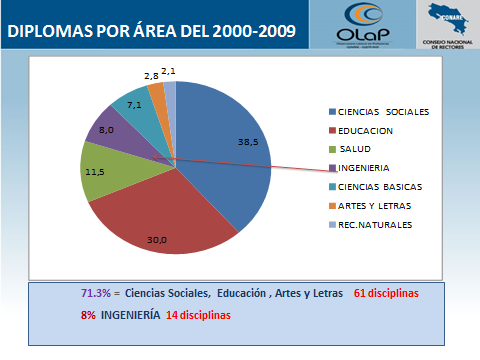 DIPLOMAS POR ÁREA DEL 2000-2009
OLaP
CONARE
CONSEJO NACIONAL
DE RECTORES
2,8
2,1
7,1
8,0
38,5
11,5
30,0
CIENCIAS SOCIALES
EDUCACION
SALUD
INGENIERIA
CIENCIAS BASICAS
ARTES Y LETRAS
REC.NATURALES
71.3% = Ciencias Sociales, Educación , Artes y Letras 61 disciplinas
8% INGENIERÍA 14 disciplinas